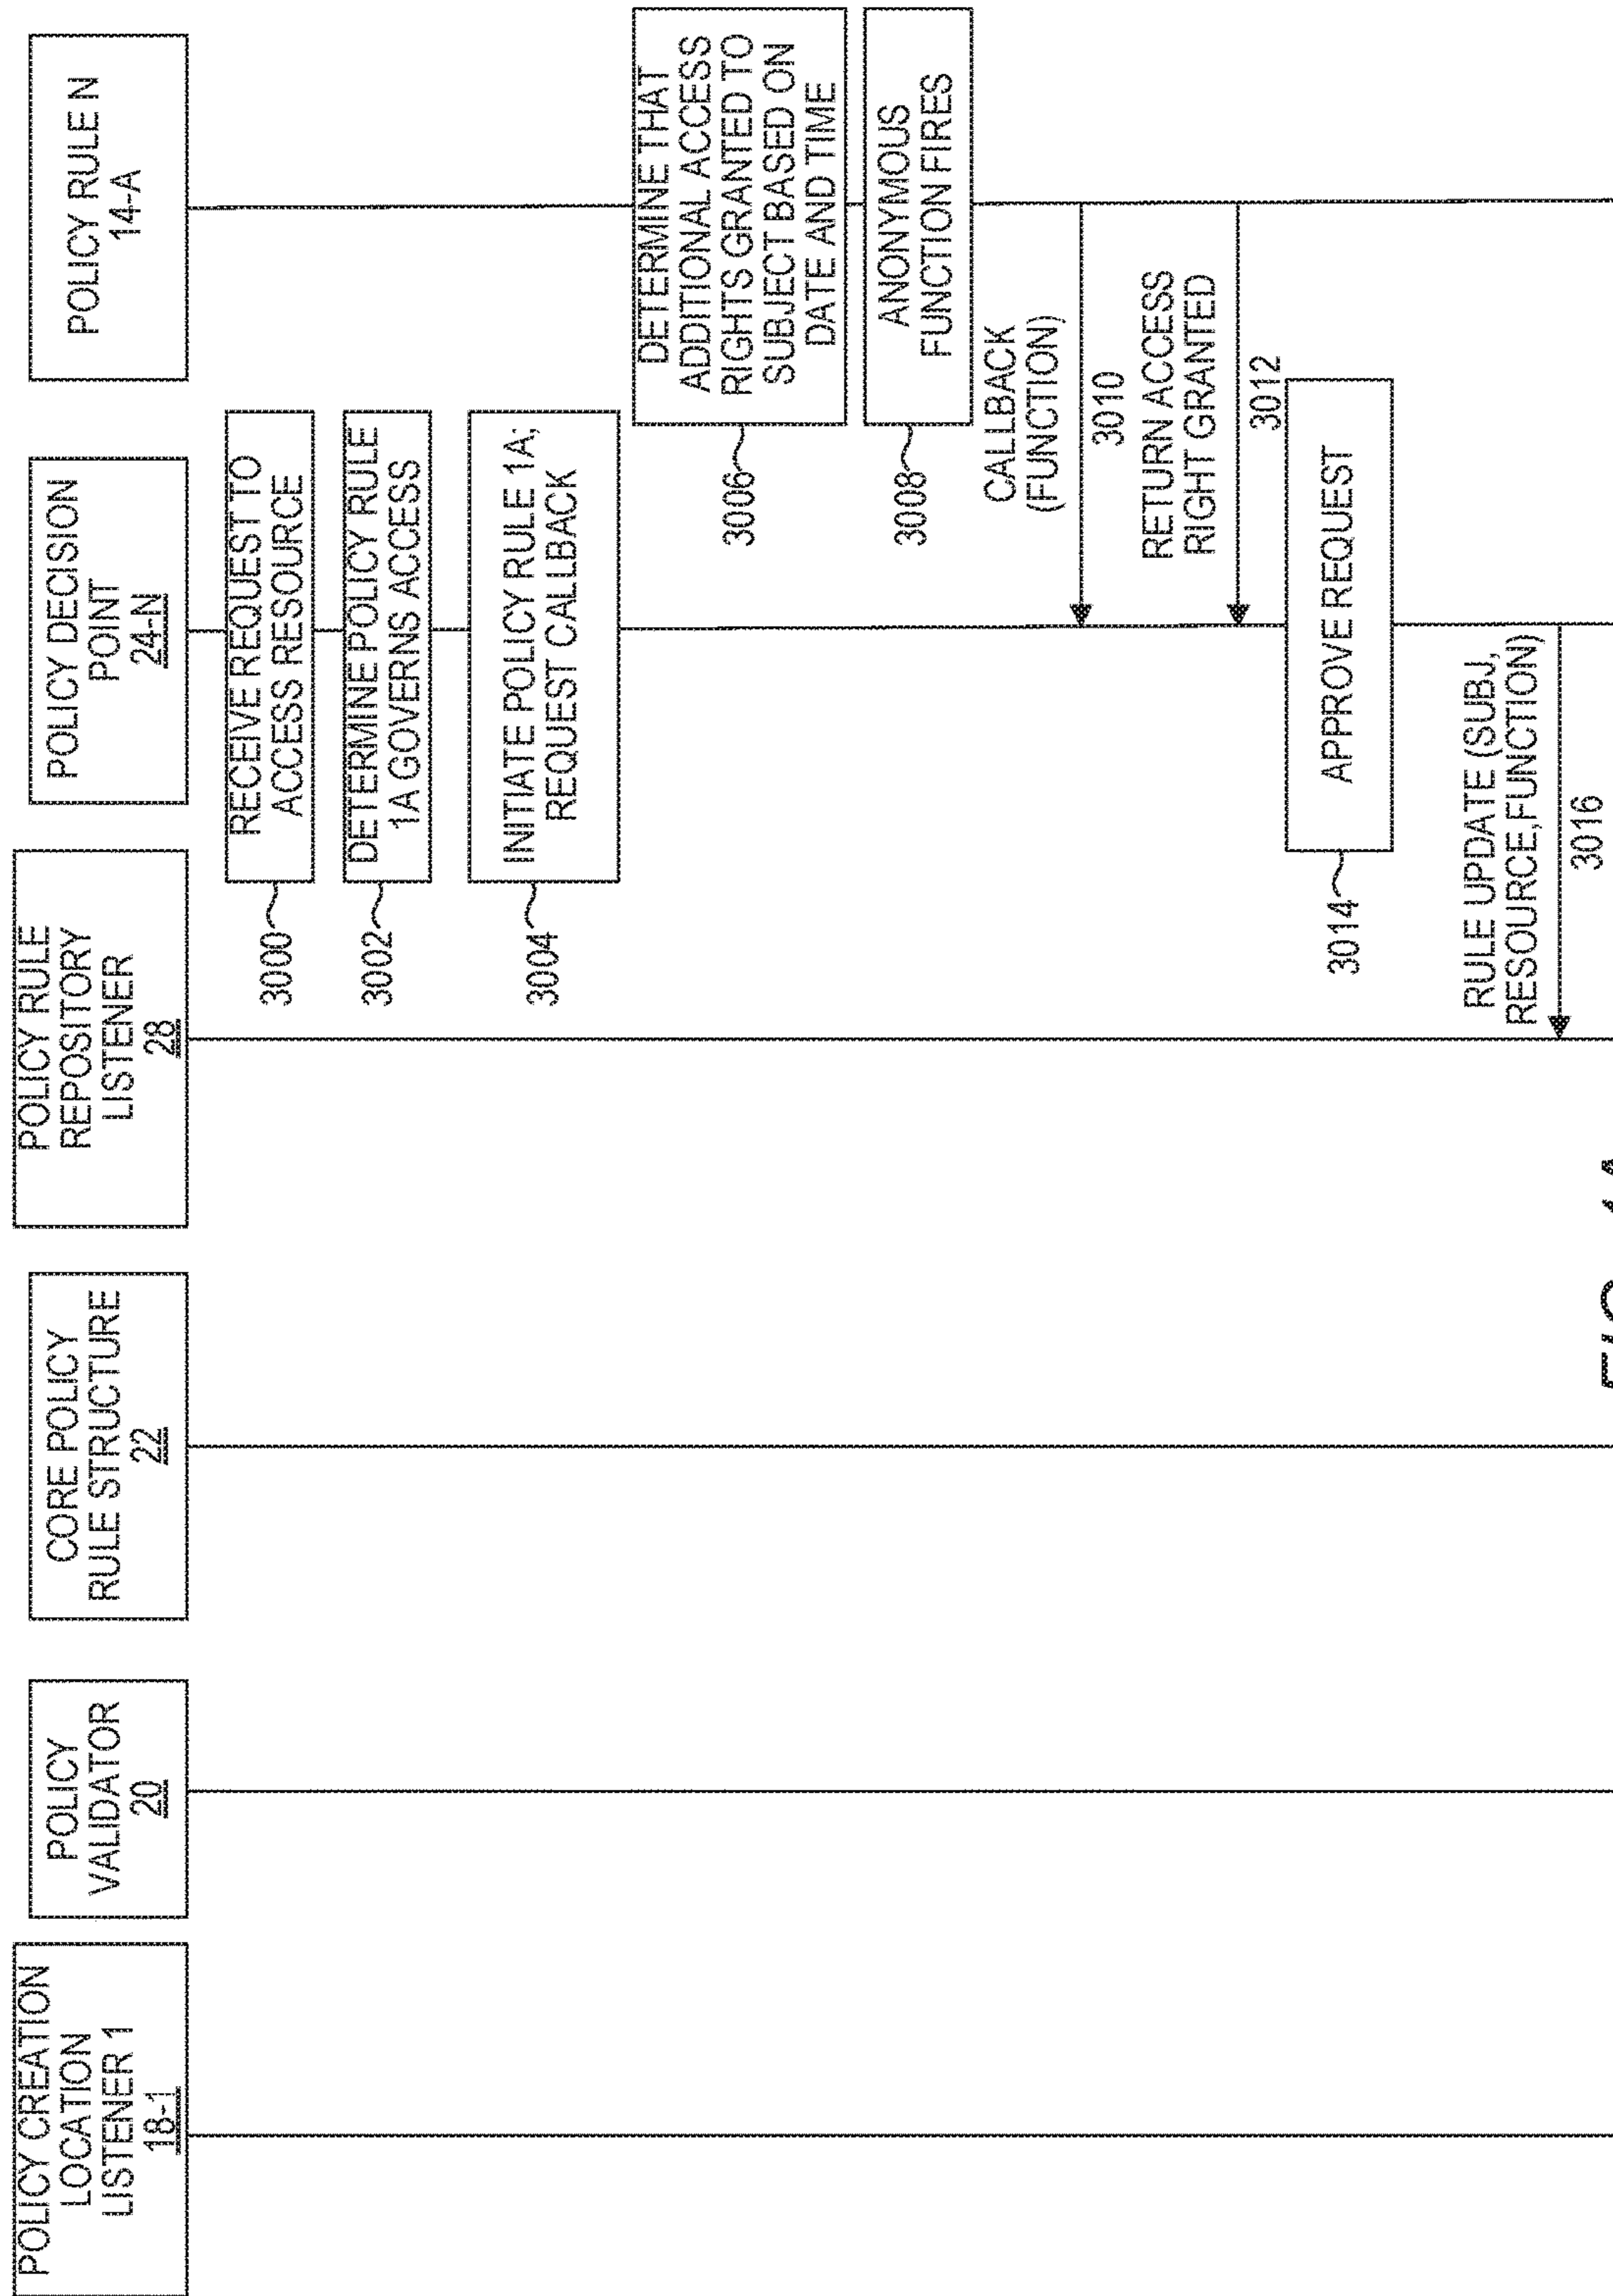 POLICY CREATION
LOCATION
LISTENER 1
18-1
POLICY
VALIDATOR
20
CORE POLICY
RULE STRUCTURE
22
POLICY RULE
REPOSITORY
LISTENER
28
POLICY DECISION
POINT
24-N
POLICY RULE N
14-A
3000
RECEIVE REQUEST TO
ACCESS RESOURCE
3002
DETERMINE POLICY RULE
1A GOVERNS ACCESS
3004
INITIATE POLICY RULE 1A;
REQUEST CALLBACK
3006
DETERMINE THAT
ADDITIONAL ACCESS
RIGHTS GRANTED TO
SUBJECT BASED ON
DATE AND TIME
3008
ANONYMOUS
FUNCTION FIRES
CALLBACK
(FUNCTION)
3010
RETURN ACCESS
RIGHT GRANTED
3012
3014
APPROVE REQUEST
RULE UPDATE (SUBJ,
RESOURCE,FUNCTION)
3016